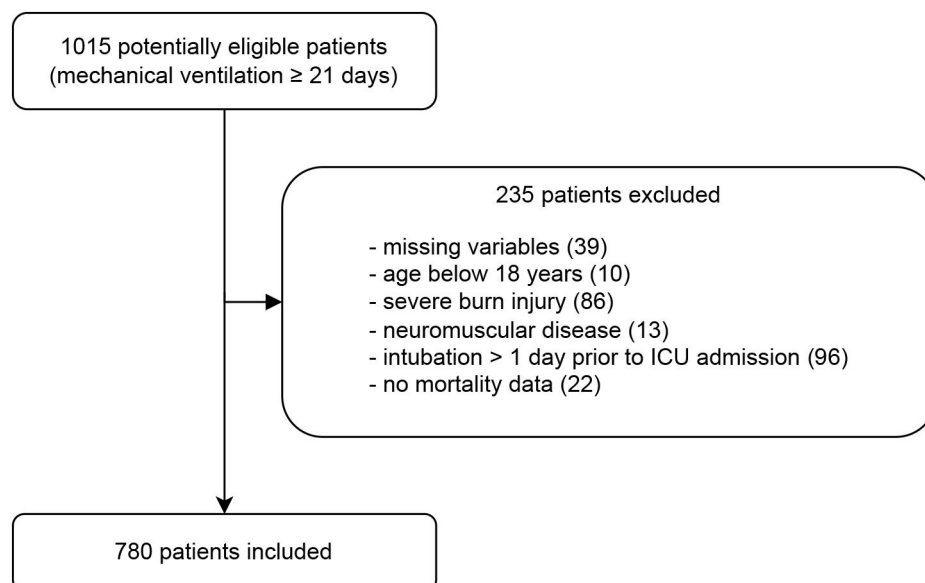 1015 potentially eligible patients
(mechanical ventilation ≥ 21 days)
235 patients excluded
- missing variables (39)
- age below 18 years (10)
- severe burn injury (86)
- neuromuscular disease (13)
- intubation > 1 day prior to ICU admission (96)
- no mortality data (22)
780 patients included